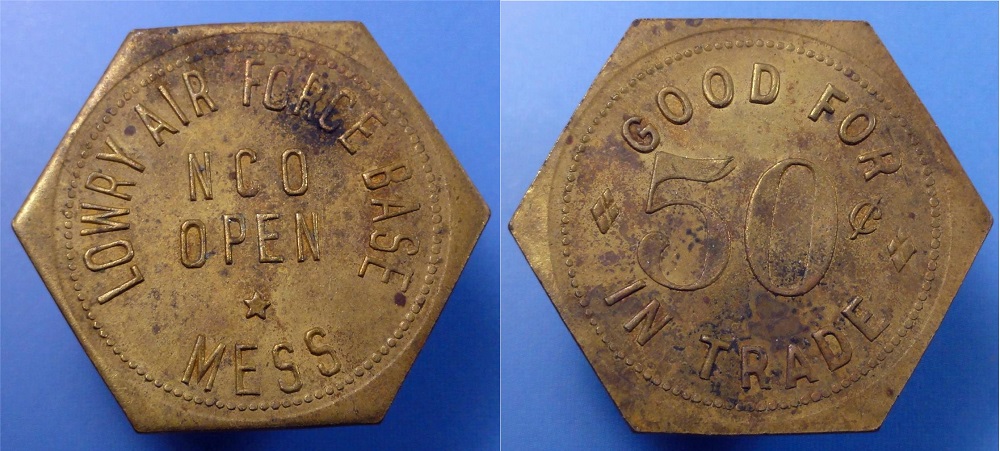 LOWRY AIR FORCE BASE
NCO
OPEN
MESS
GOOD FOR
50¢
IN TRADE